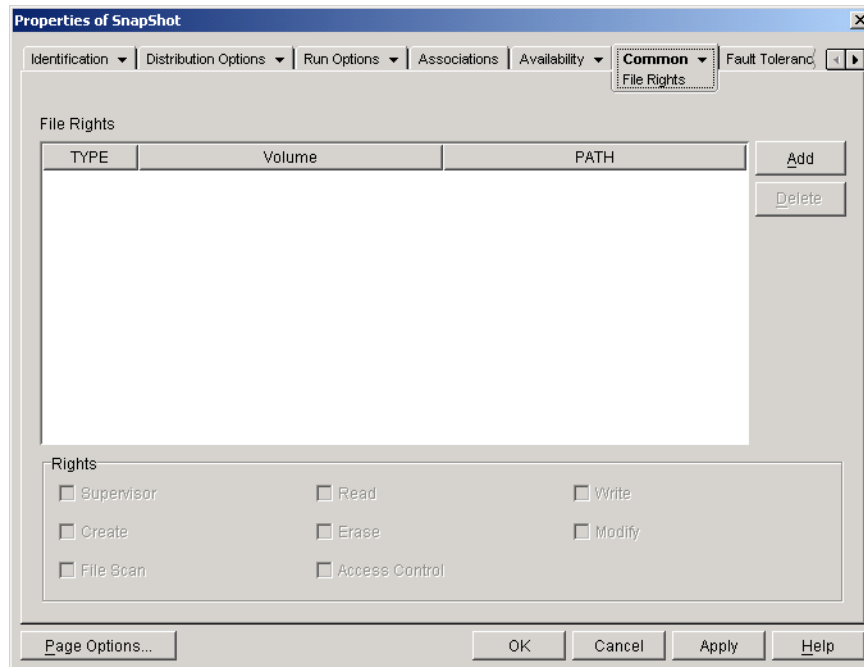 Properties of SnapShot
Identification
Distribution Options
Run Options
Associations
Availability
Common
Fault Toleranc
File Rights
File Rights
TYPE
Volume
PATH
Add
Delete
Rights
Supervisor
Read
Write
Create
Erase
Modify
File Scan
Access Control
Page Options...
OK
Cancel
Apply
Help